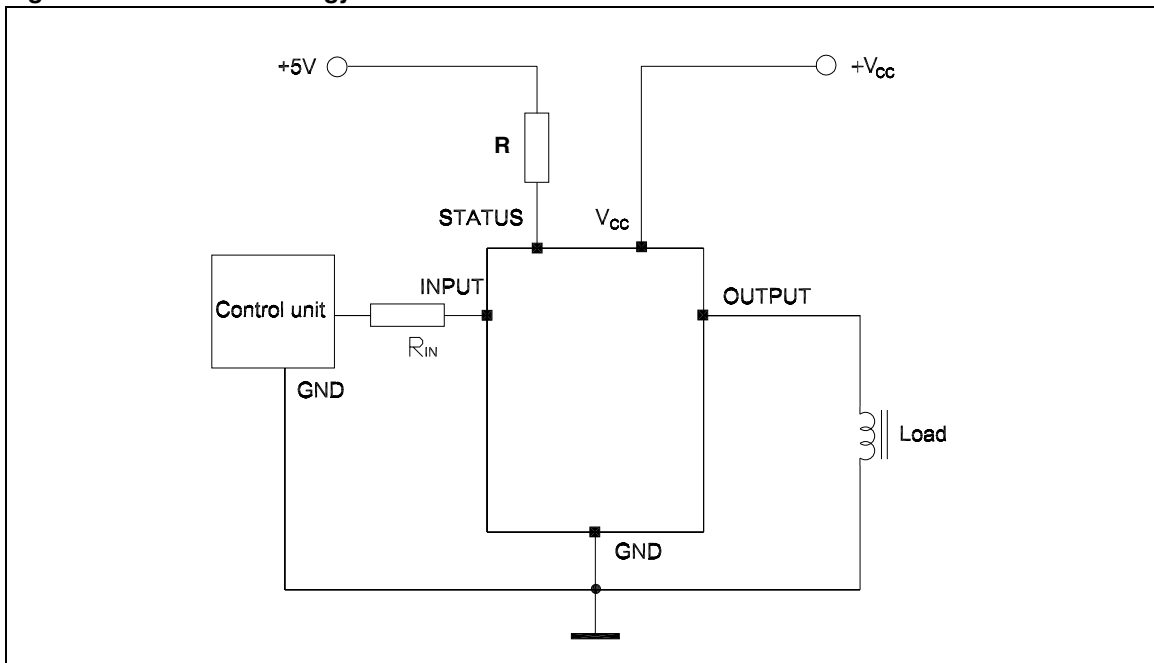 +5V
+VCC
R
STATUS
VCC
INPUT
OUTPUT
Control unit
RIN
GND
Load
GND